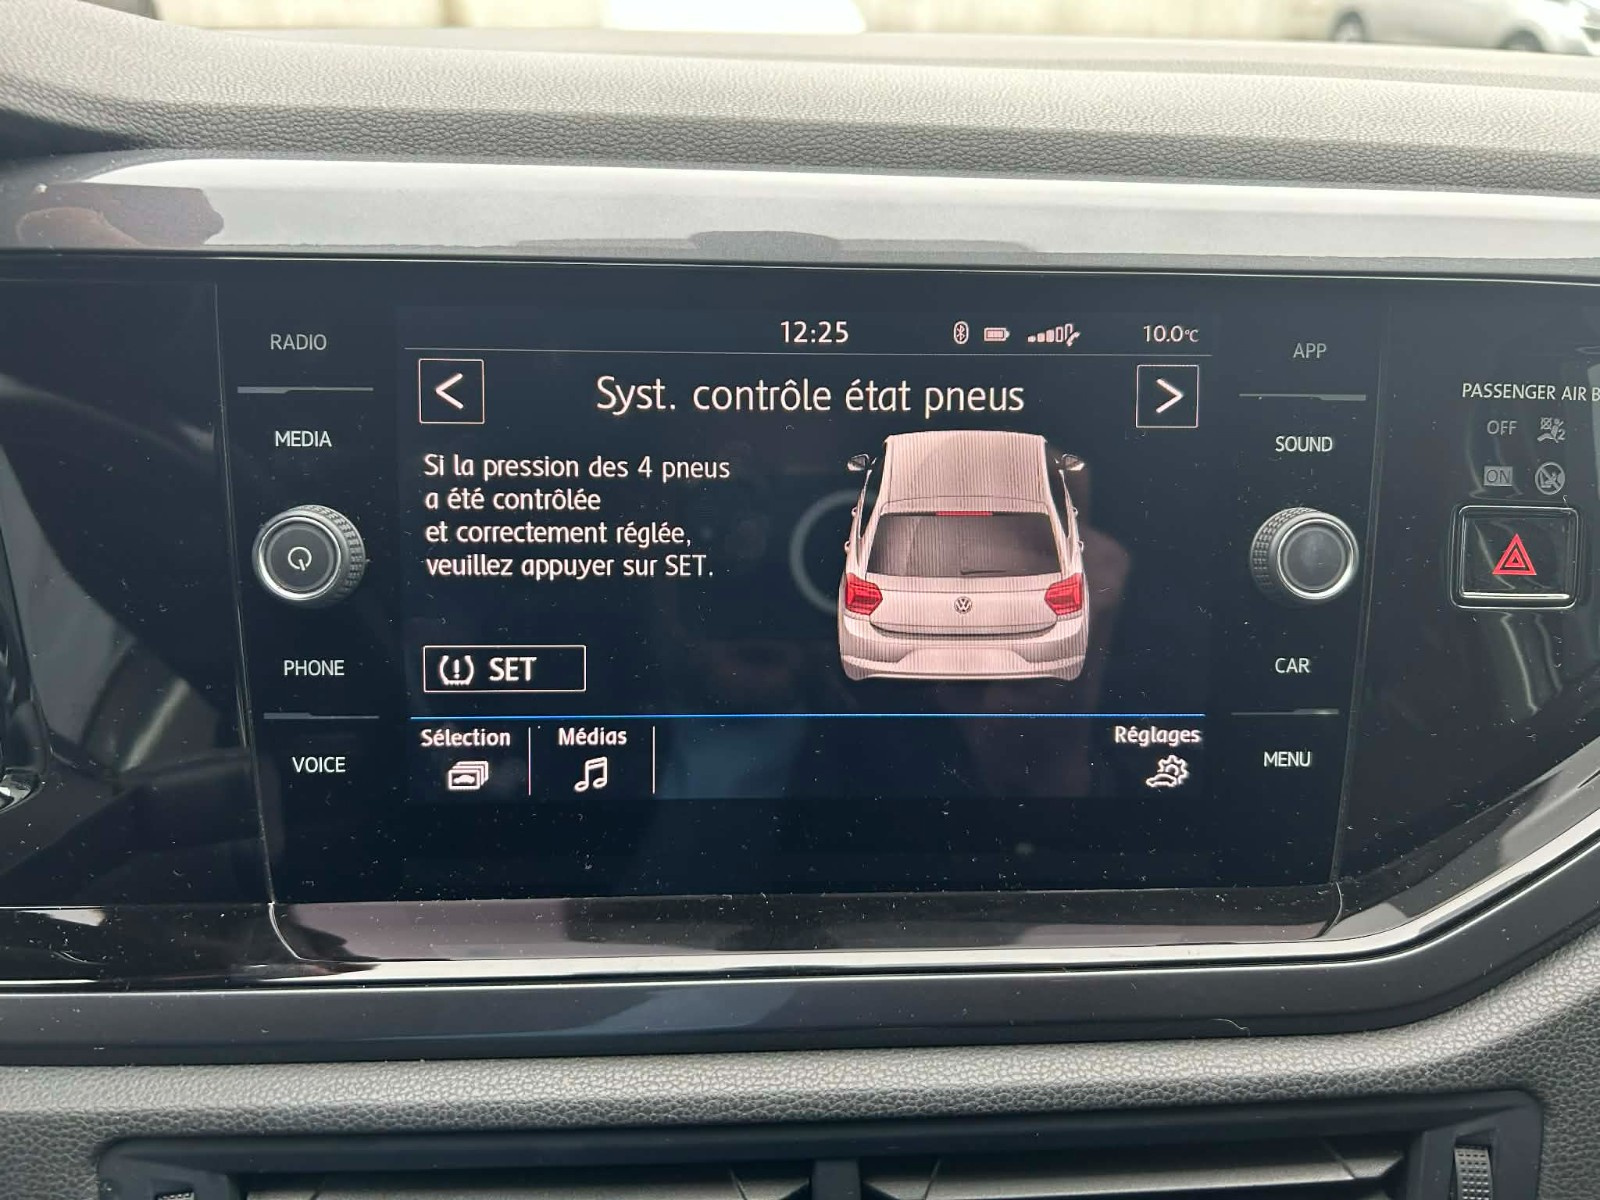 RADIO
MEDIA
PHONE
VOICE
12:25
10.0°C
Syst. contrôle état pneus
Si la pression des 4 pneus
a été contrôlée
et correctement réglée,
veuillez appuyer sur SET.
SET
Sélection
Médias
Réglages
APP
SOUND
CAR
MENU
PASSENGER AIR B
OFF
ON